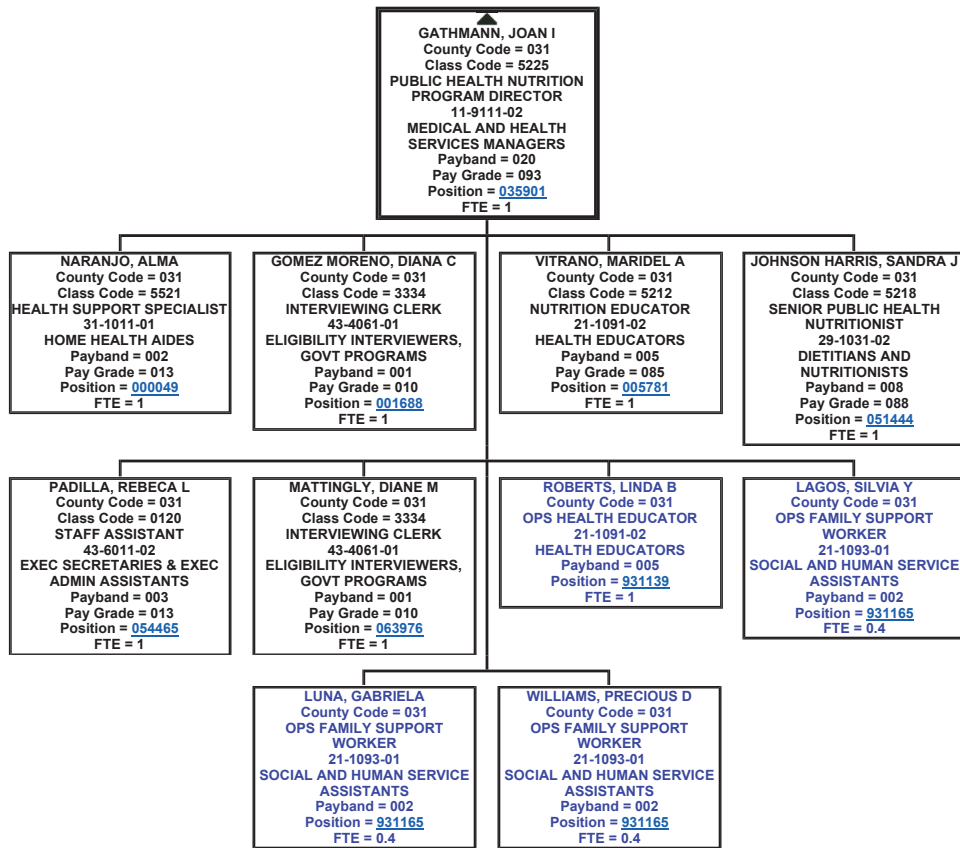 GATHMANN, JOAN I
County Code = 031
Class Code = 5225
PUBLIC HEALTH NUTRITION
PROGRAM DIRECTOR
11-9111-02
MEDICAL AND HEALTH
SERVICES MANAGERS
Payband = 020
Pay Grade = 093
Position = 035901
FTE = 1
NARANJO, ALMA
County Code = 031
Class Code = 5521
HEALTH SUPPORT SPECIALIST
31-1011-01
HOME HEALTH AIDES
Payband = 002
Pay Grade = 013
Position = 000049
FTE = 1
GOMEZ MORENO, DIANA C
County Code = 031
Class Code = 3334
INTERVIEWING CLERK
43-4061-01
ELIGIBILITY INTERVIEWERS,
GOVT PROGRAMS
Payband = 001
Pay Grade = 010
Position = 001688
FTE = 1
VITRANO, MARIDEL A
County Code = 031
Class Code = 5212
NUTRITION EDUCATOR
21-1091-02
HEALTH EDUCATORS
Payband = 005
Pay Grade = 085
Position = 005781
FTE = 1
JOHNSON HARRIS, SANDRA J
County Code = 031
Class Code = 5218
SENIOR PUBLIC HEALTH
NUTRITIONIST
29-1031-02
DIETITIANS AND
NUTRITIONISTS
Payband = 008
Pay Grade = 088
Position = 051444
FTE = 1
PADILLA, REBECA L
County Code = 031
Class Code = 0120
STAFF ASSISTANT
43-6011-02
EXEC SECRETARIES & EXEC
ADMIN ASSISTANTS
Payband = 003
Pay Grade = 013
Position = 054465
FTE = 1
MATTINGLY, DIANE M
County Code = 031
Class Code = 3334
INTERVIEWING CLERK
43-4061-01
ELIGIBILITY INTERVIEWERS,
GOVT PROGRAMS
Payband = 001
Pay Grade = 010
Position = 063976
FTE = 1
ROBERTS, LINDA B
County Code = 031
OPS HEALTH EDUCATOR
21-1091-02
HEALTH EDUCATORS
Payband = 005
Position = 931139
FTE = 1
LAGOS, SILVIA Y
County Code = 031
OPS FAMILY SUPPORT
WORKER
21-1093-01
SOCIAL AND HUMAN SERVICE
ASSISTANTS
Payband = 002
Position = 931165
FTE = 0.4
LUNA, GABRIELA
County Code = 031
OPS FAMILY SUPPORT
WORKER
21-1093-01
SOCIAL AND HUMAN SERVICE
ASSISTANTS
Payband = 002
Position = 931165
FTE = 0.4
WILLIAMS, PRECIOUS D
County Code = 031
OPS FAMILY SUPPORT
WORKER
21-1093-01
SOCIAL AND HUMAN SERVICE
ASSISTANTS
Payband = 002
Position = 931165
FTE = 0.4